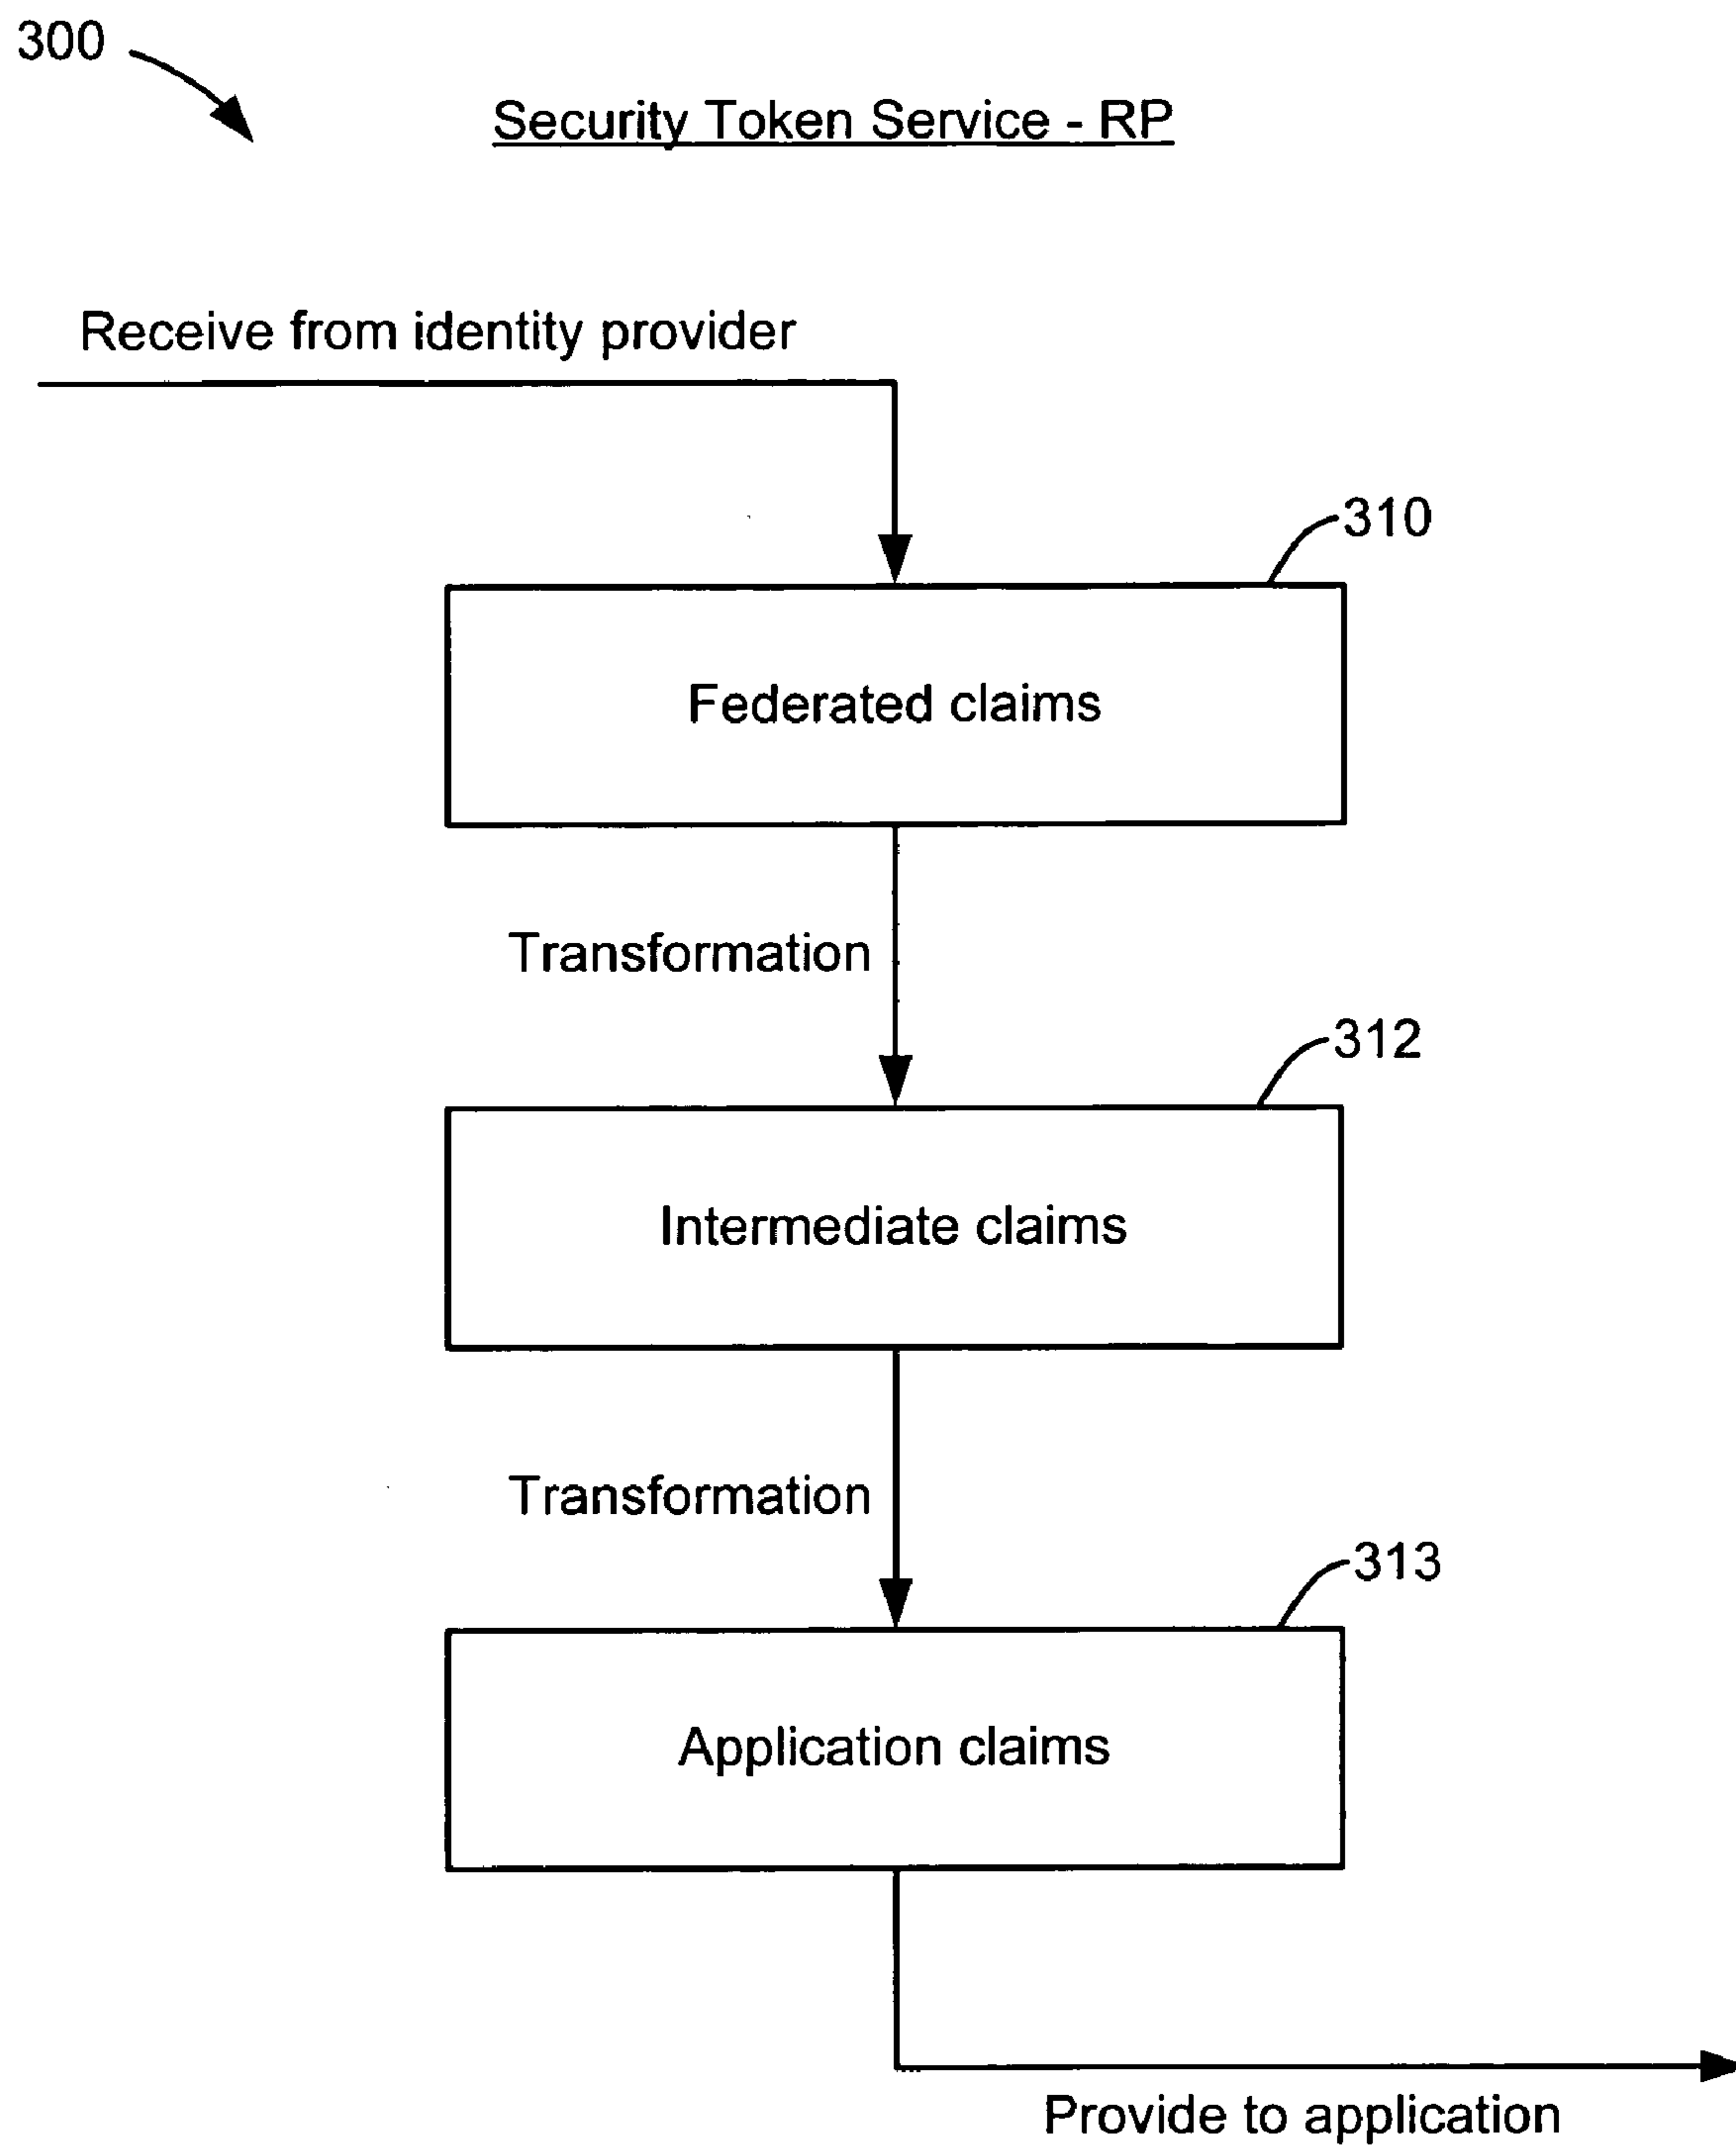 300
Security Token Service - RP
Receive from identity provider
310
Federated claims
Transformation
312
Intermediate claims
Transformation
313
Application claims
Provide to application